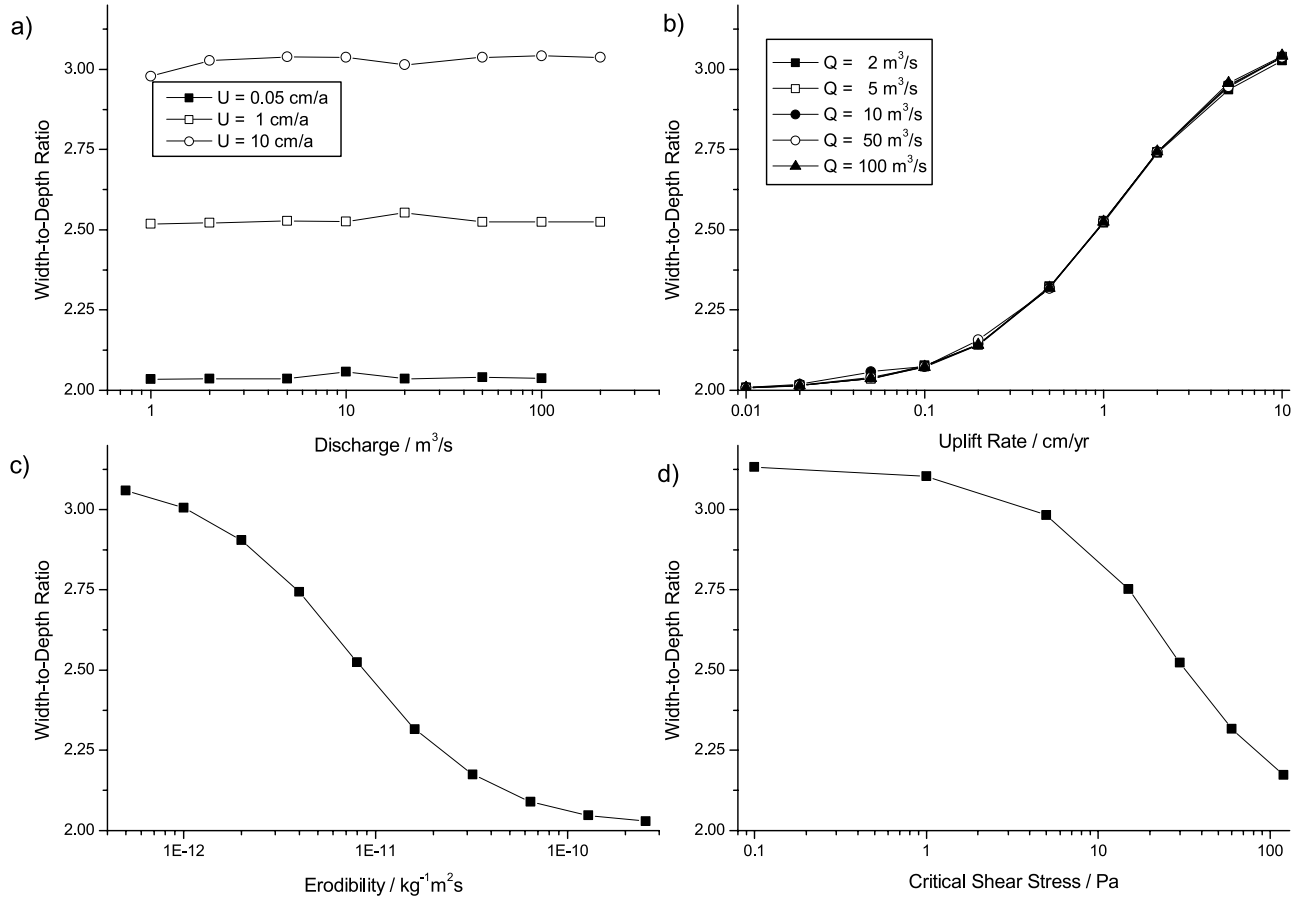 a)
3.00
2.75
2.50
2.25
2.00
Width-to-Depth Ratio
U = 0.05 cm/a
U = 1 cm/a
U = 10 cm/a
1
10
100
Discharge / m³/s
b)
3.00
2.75
2.50
2.25
2.00
Width-to-Depth Ratio
Q = 2 m³/s
Q = 5 m³/s
Q = 10 m³/s
Q = 50 m³/s
Q = 100 m³/s
0.01
0.1
1
10
Uplift Rate / cm/yr
c)
3.00
2.75
2.50
2.25
2.00
Width-to-Depth Ratio
1E-12
1E-11
1E-10
Erodibility / kg⁻¹m²s
d)
3.00
2.75
2.50
2.25
2.00
Width-to-Depth Ratio
0.1
1
10
100
Critical Shear Stress / Pa